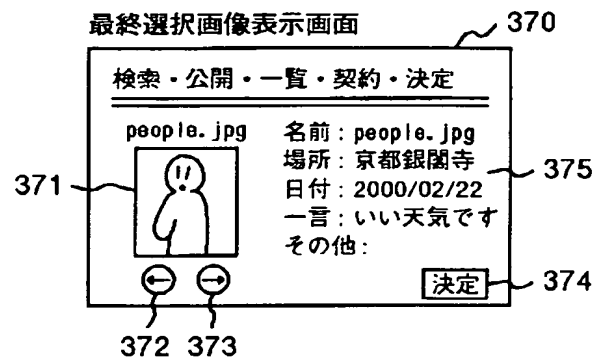 最終選択画像表示画面
370
検索・公開・一覧・契約・決定
people.jpg
名前：people.jpg
場所：京都銀閣寺
日付：2000/02/22
一言：いい天気です
その他：
371
375
決定
374
372
373